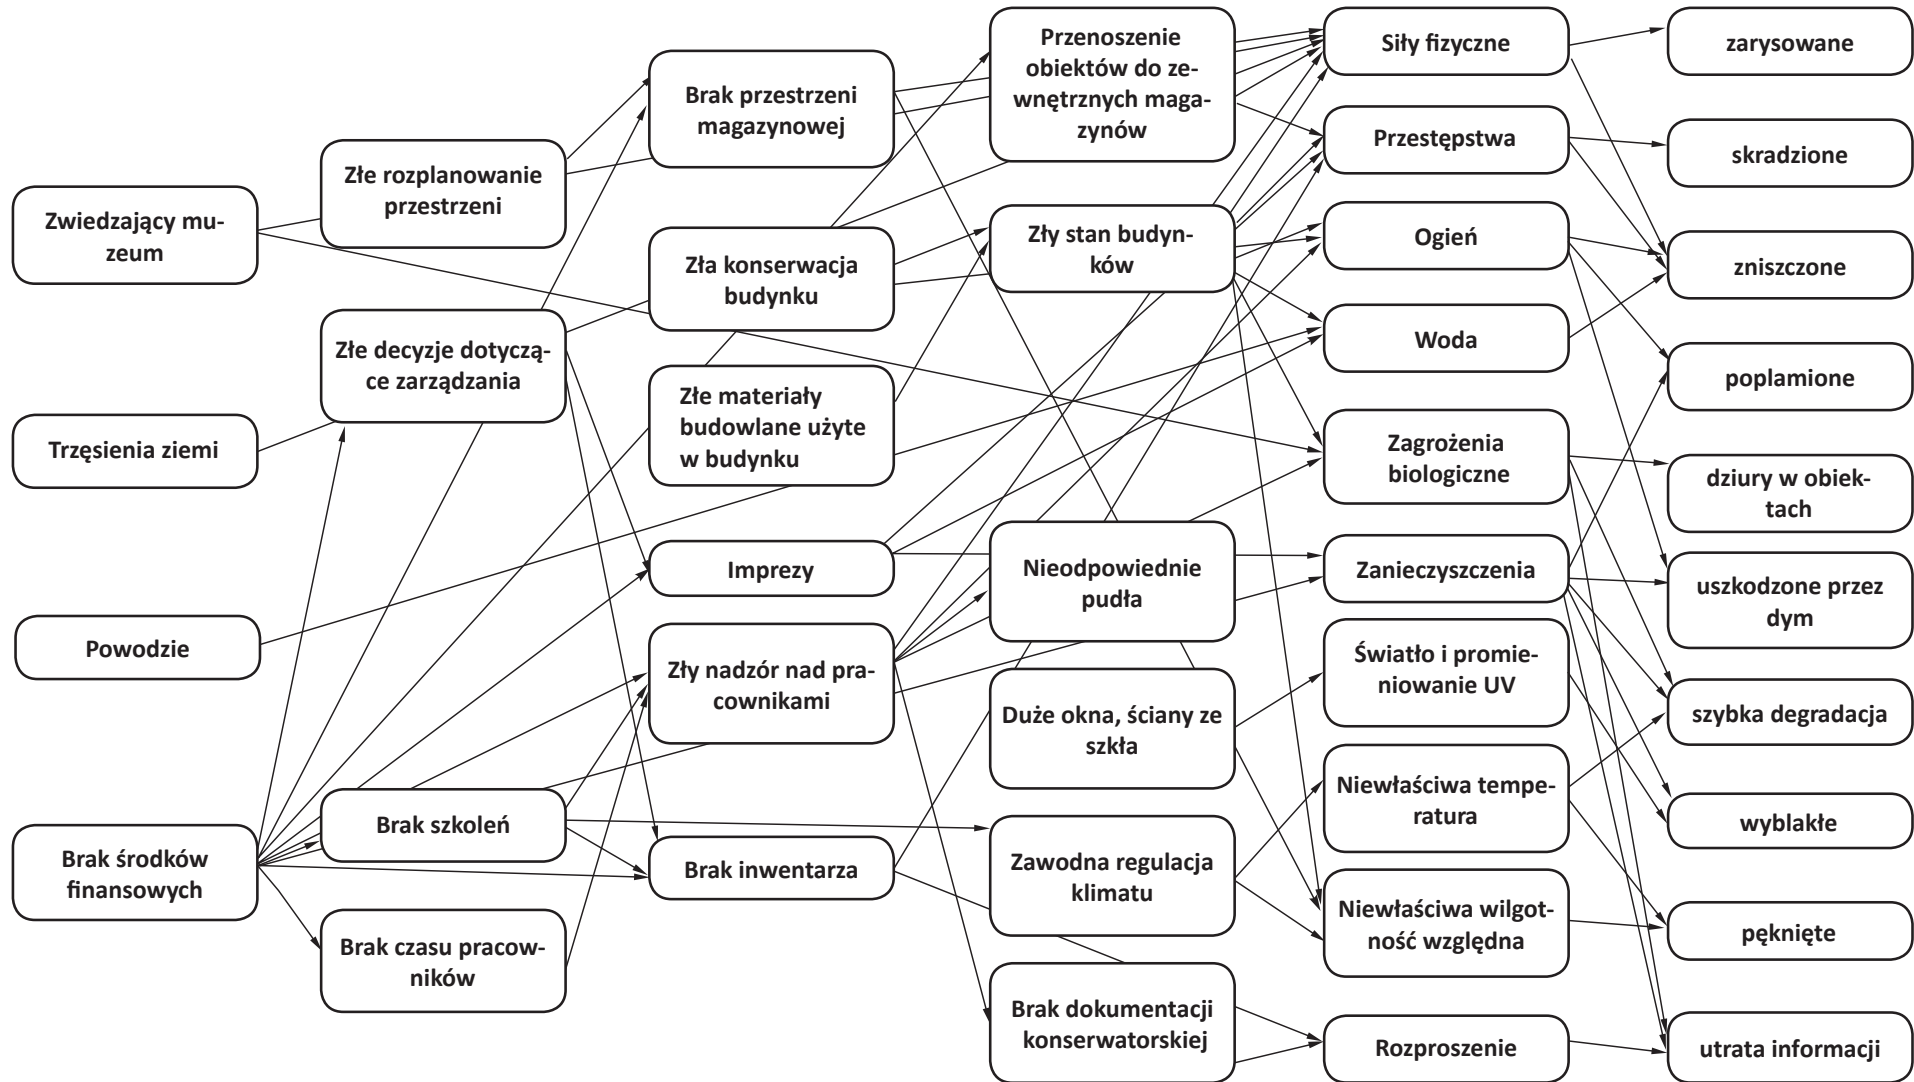 Zwiedzający mu-
zeum
Trzęsienia ziemi
Powodzie
Brak środków
finansowych
Złe rozplanowanie
przestrzeni
Złe decyzje dotyczą-
ce zarządzania
Brak szkoleń
Brak czasu pracow-
ników
Brak przestrzeni
magazynowej
Zła konserwacja
budynku
Złe materiały
budowlane użyte
w budynku
Imprezy
Zły nadzór nad pra-
cownikami
Brak inwentarza
Przenoszenie
obiektów do ze-
wnętrznych maga-
zynów
Zły stan budyn-
ków
Nieodpowiednie
pudła
Duże okna, ściany ze
szkła
Zawodna regulacja
klimatu
Brak dokumentacji
konserwatorskiej
Siły fizyczne
Przestępstwa
Ogień
Woda
Zagrożenia
biologiczne
Zanieczyszczenia
Światło i promie-
niowanie UV
Niewłaściwa tempe-
ratura
Niewłaściwa wilgot-
ność względna
Rozproszenie
zarysowane
skradzione
zniszczone
poplamione
dziury w obiek-
tach
uszkodzone przez
dym
szybka degradacja
wyblakłe
pęknięte
utrata informacji